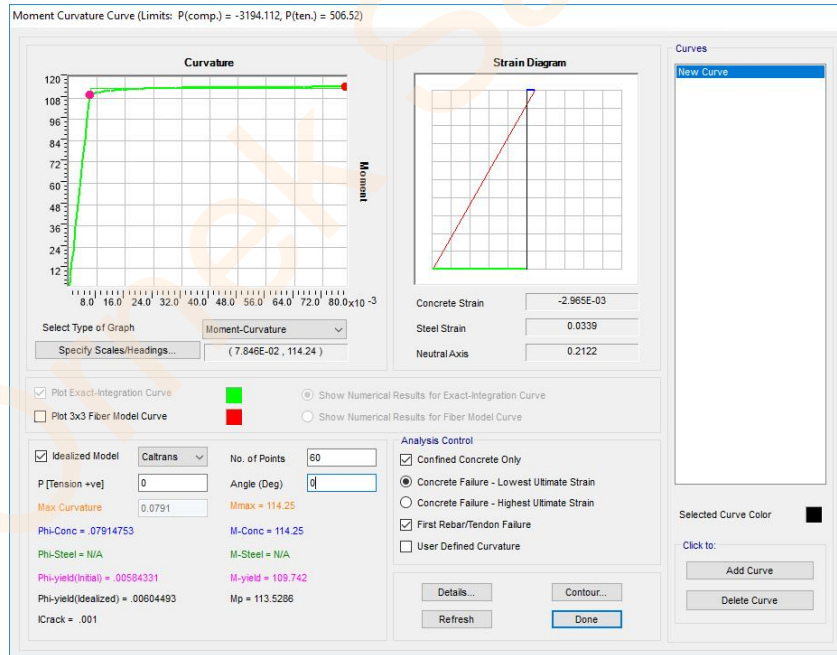 Moment Curvature Curve (Limits: P(comp.) = -3194.112, P(ten.) = 506.52)
Curvature
120
108
96
84
72
60
48
36
24
12
Moment
8.0 16.0 24.0 32.0 40.0 48.0 56.0 64.0 72.0 80.0 x10 -3
Select Type of Graph
Moment-Curvature
Specify Scales/Headings...
( 7.846E-02 , 114.24 )
Strain Diagram
Concrete Strain
-2.965E-03
Steel Strain
0.0339
Neutral Axis
0.2122
Curves
New Curve
Plot Exact-Integration Curve
Show Numerical Results for Exact-Integration Curve
Plot 3x3 Fiber Model Curve
Show Numerical Results for Fiber Model Curve
Idealized Model
Caltrans
No. of Points
60
P [Tension +ve]
0
Angle (Deg)
0
Max Curvature
0.0791
Mmax = 114.25
Phi-Conc = .07914753
M-Conc = 114.25
Phi-Steel = N/A
M-Steel = N/A
Phi-yield(Initial) = .00584331
M-yield = 109.742
Phi-yield(Idealized) = .00604493
Mp = 113.5286
ICrack = .001
Analysis Control
Confined Concrete Only
Concrete Failure - Lowest Ultimate Strain
Concrete Failure - Highest Ultimate Strain
First Rebar/Tendon Failure
User Defined Curvature
Details...
Contour...
Refresh
Done
Selected Curve Color
Click to:
Add Curve
Delete Curve